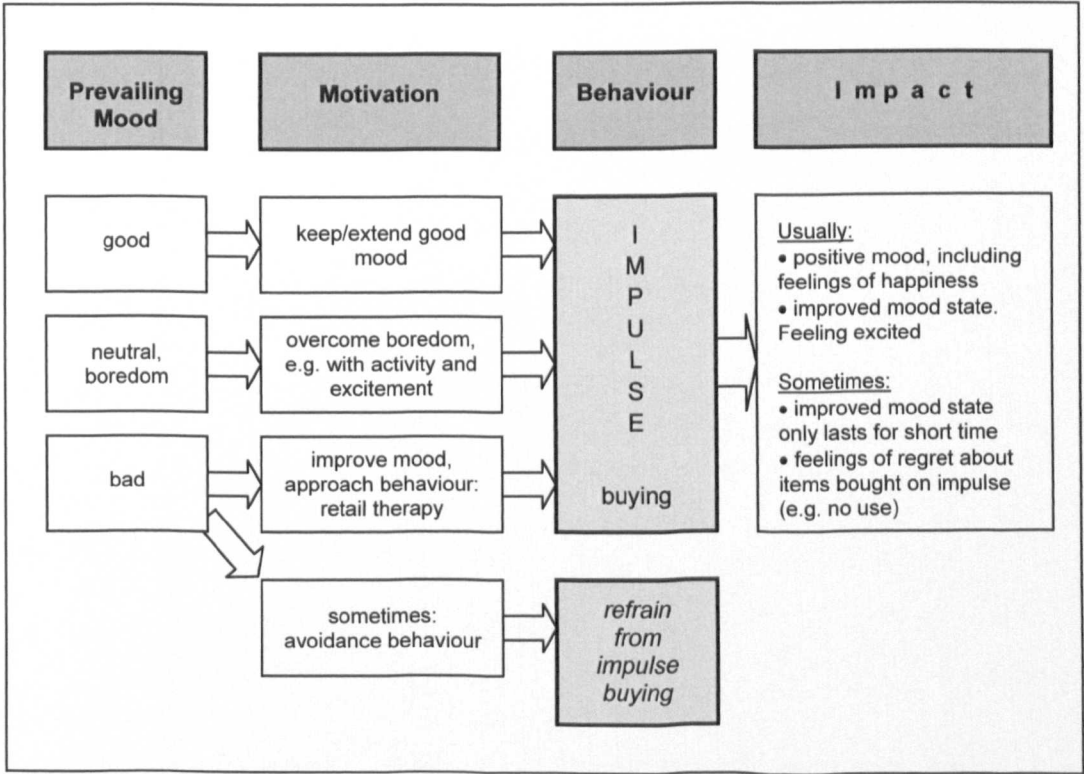 Prevailing
Mood
Motivation
Behaviour
Impact
good
keep/extend good
mood
neutral,
boredom
overcome boredom,
e.g. with activity and
excitement
bad
improve mood,
approach behaviour:
retail therapy
sometimes:
avoidance behaviour
I
M
P
U
L
S
E
buying
refrain
from
impulse
buying
Usually:
• positive mood, including
feelings of happiness
• improved mood state.
Feeling excited
Sometimes:
• improved mood state
only lasts for short time
• feelings of regret about
items bought on impulse
(e.g. no use)